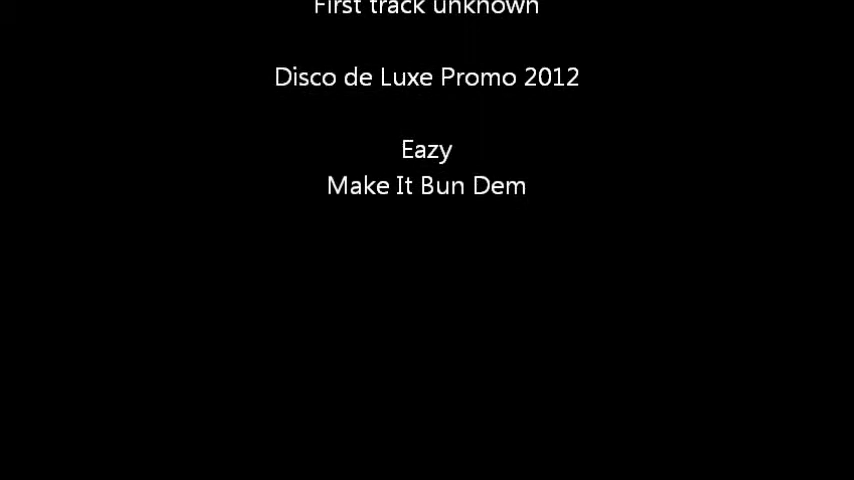 First track unknown
Disco de Luxe Promo 2012
Eazy
Make It Bun Dem